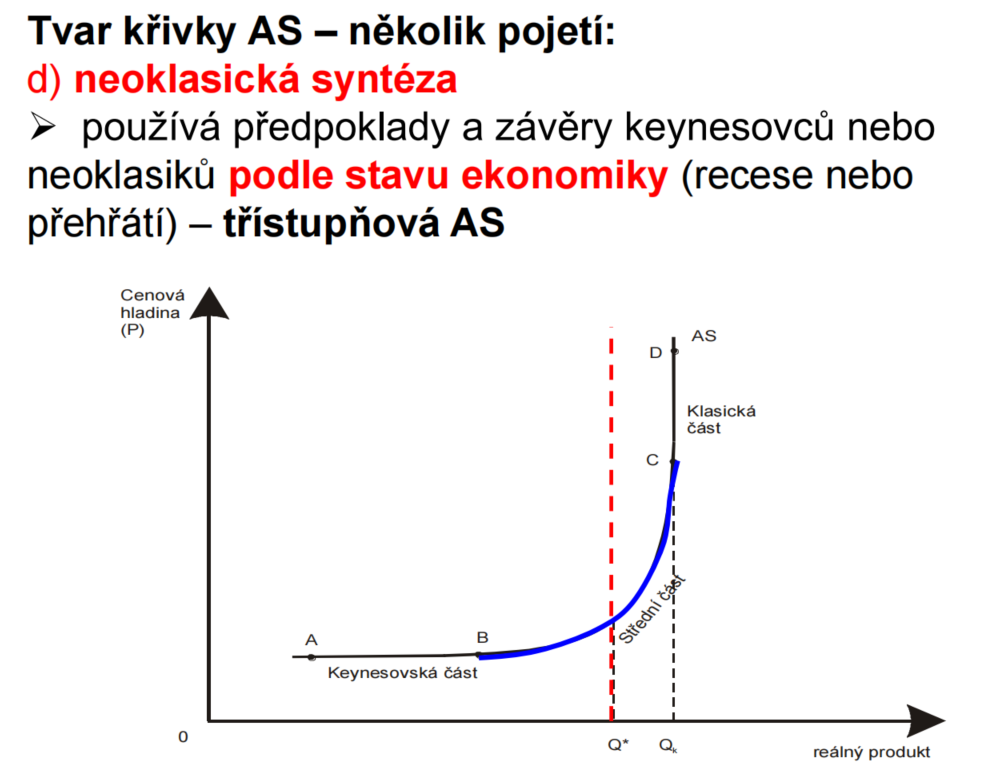 Tvar křivky AS – několik pojetí:
d) neoklasická syntéza
➢ používá předpoklady a závěry keynesovců nebo
neoklasiků podle stavu ekonomiky (recese nebo
přehřátí) – třístupňová AS
Cenová
hladina
(P)
AS
D
Klasická
část
C
Střední část
A
B
Keynesovská část
0
Q*
Qk
reálný produkt